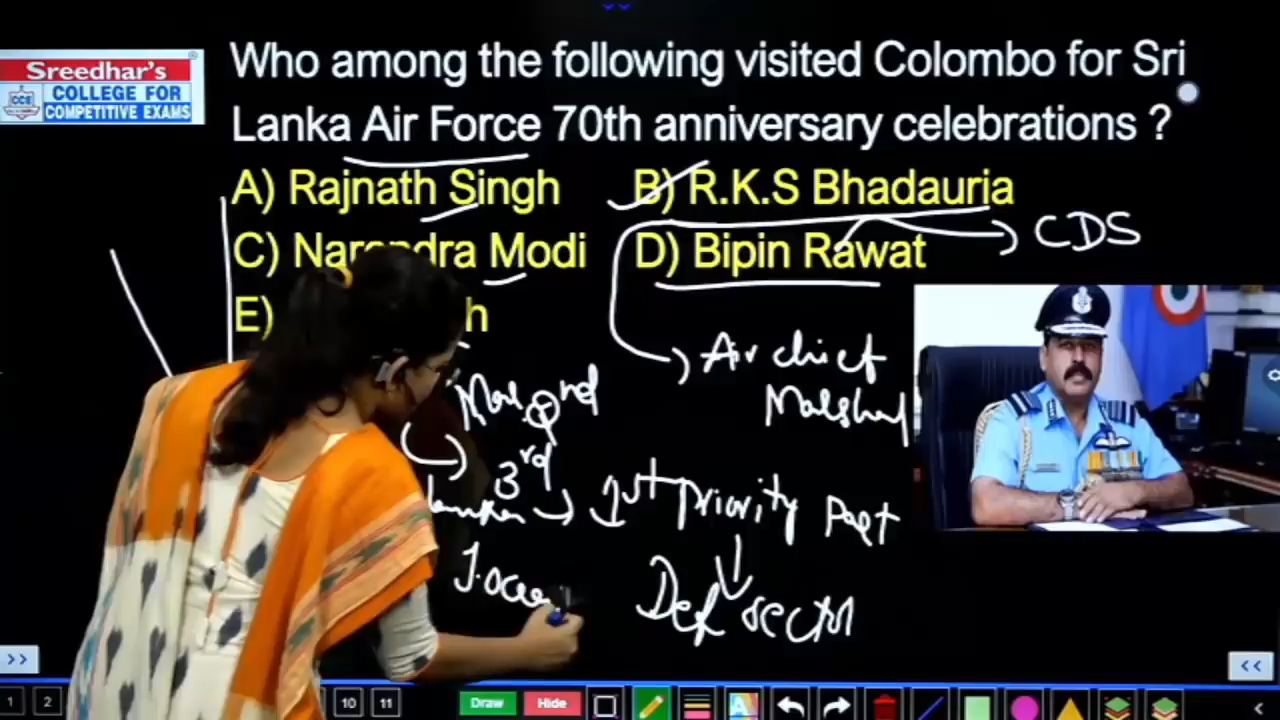 Sreedhar's
COLLEGE FOR
CCE
COMPETITIVE EXAMS
Who among the following visited Colombo for Sri
Lanka Air Force 70th anniversary celebrations ?
A) Rajnath Singh B) R.K.S Bhadauria
CDS
C) Narendra Modi D) Bipin Rawat
E) h
Air chief
Marshal
rd
3rd
1st priority Part
Def sector
>> <<
1 2 10 11 Draw Hide A <